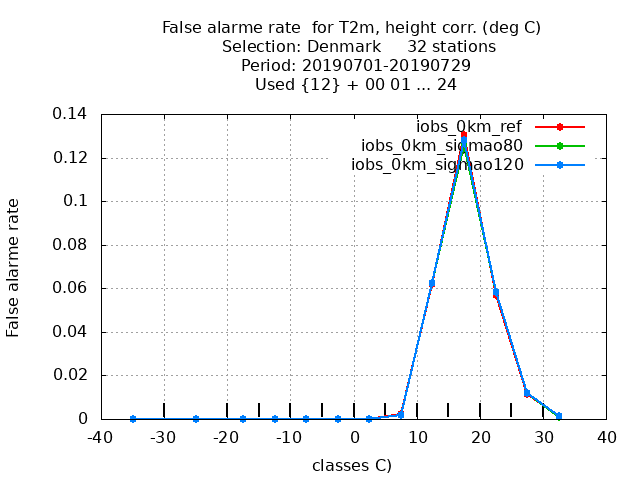 False alarme rate  for T2m, height corr. (deg C)
Selection: Denmark     32 stations
Period: 20190701-20190729
Used {12} + 00 01 ... 24
iobs_0km_ref
iobs_0km_sigmao80
iobs_0km_sigmao120
False alarme rate
0.14
0.12
0.1
0.08
0.06
0.04
0.02
0
-40 -30 -20 -10 0 10 20 30 40
classes C)